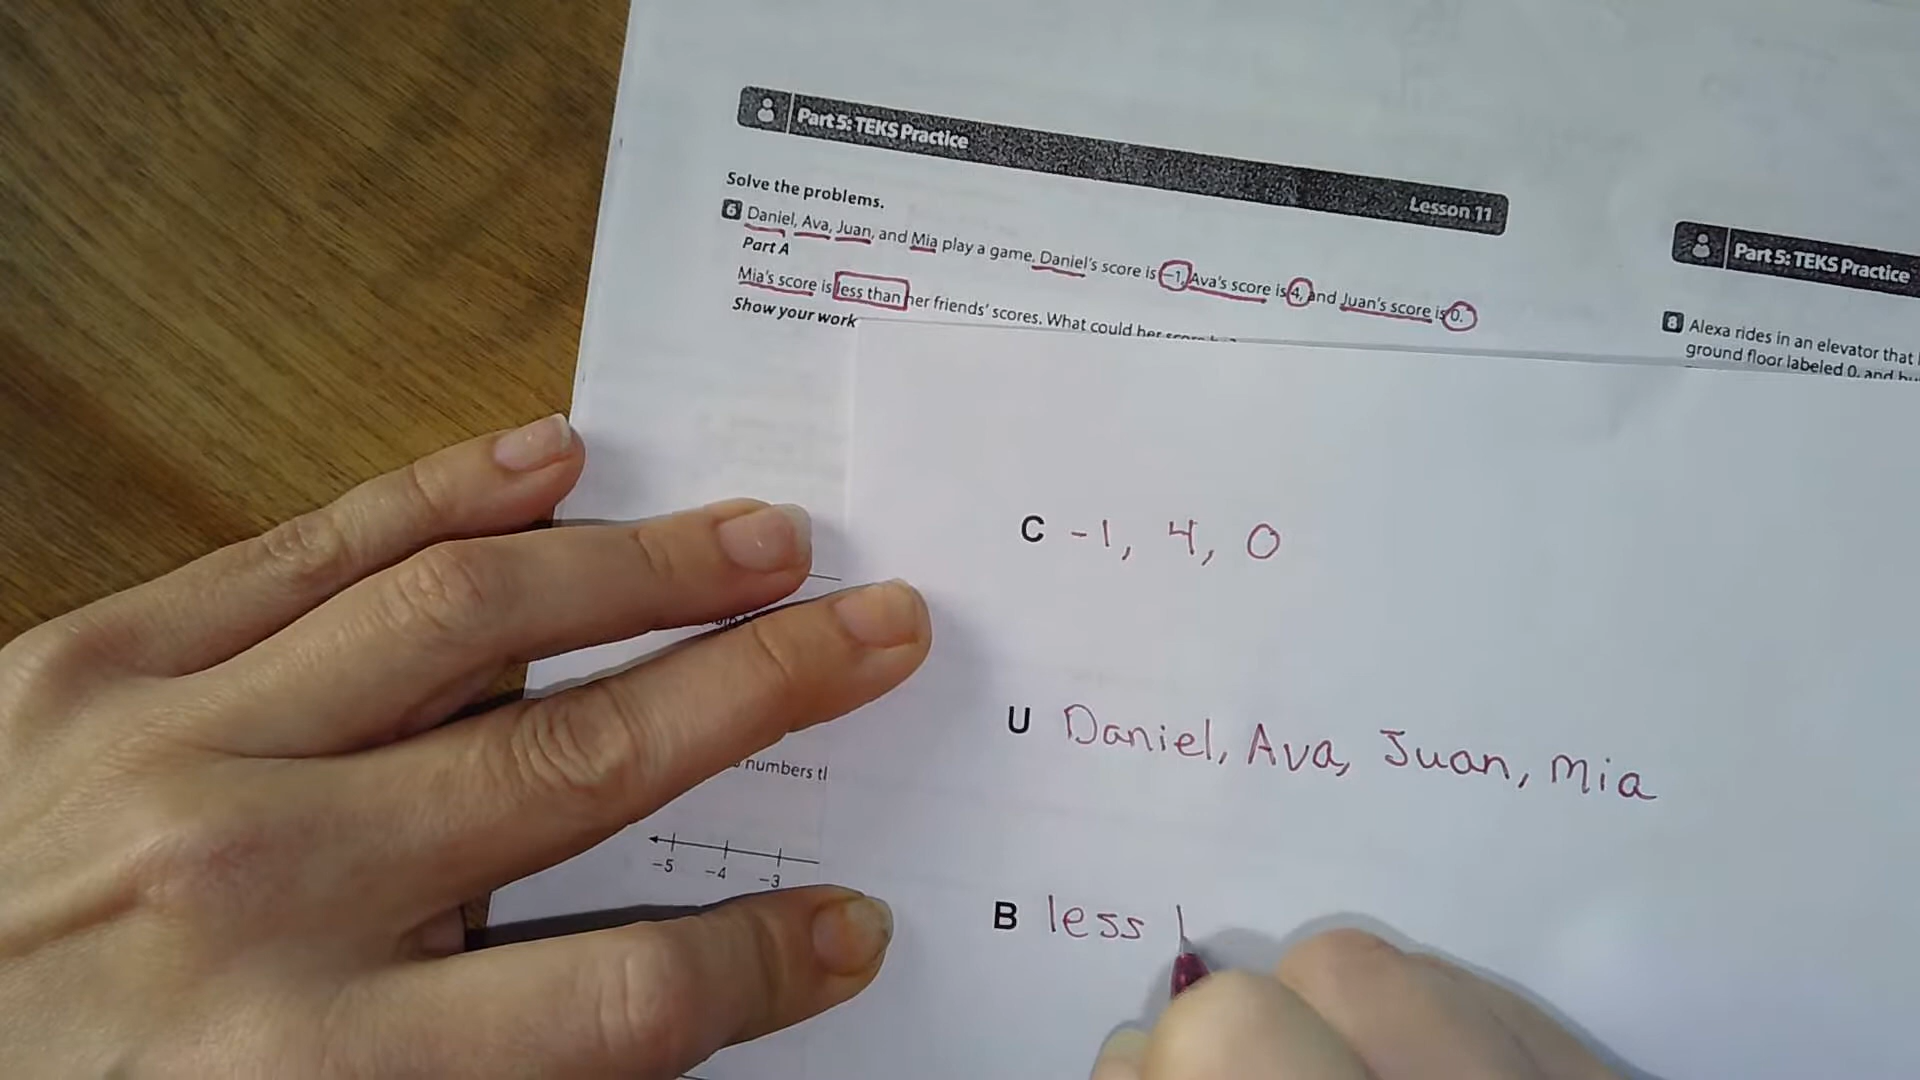 Part 5: TEKS Practice
Lesson 11
Solve the problems.
6 Daniel, Ava, Juan, and Mia play a game. Daniel's score is −1, Ava's score is 4, and Juan's score is 0.
Part A
Mia's score is less than her friends' scores. What could her
Show your work
numbers
−5 −4 −3
C -1, 4, 0
U Daniel, Ava, Juan, Mia
B less
Part 5: TEKS Practice
8 Alexa rides in an elevator that
ground floor labeled 0, and